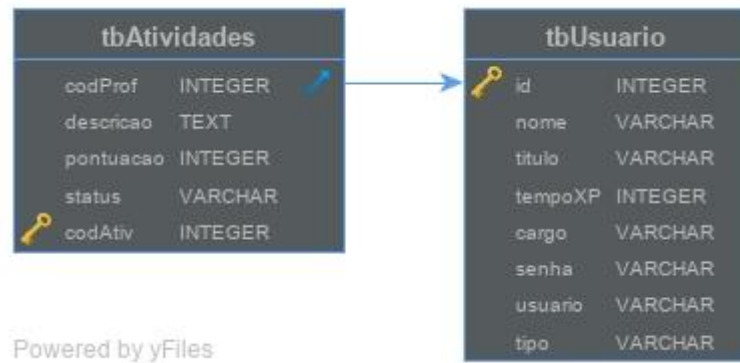 tbAtividades
codProf INTEGER
descricao TEXT
pontuacao INTEGER
status VARCHAR
codAtiv INTEGER
tbUsuario
id INTEGER
nome VARCHAR
titulo VARCHAR
tempoXP INTEGER
cargo VARCHAR
senha VARCHAR
usuario VARCHAR
tipo VARCHAR
Powered by yFiles